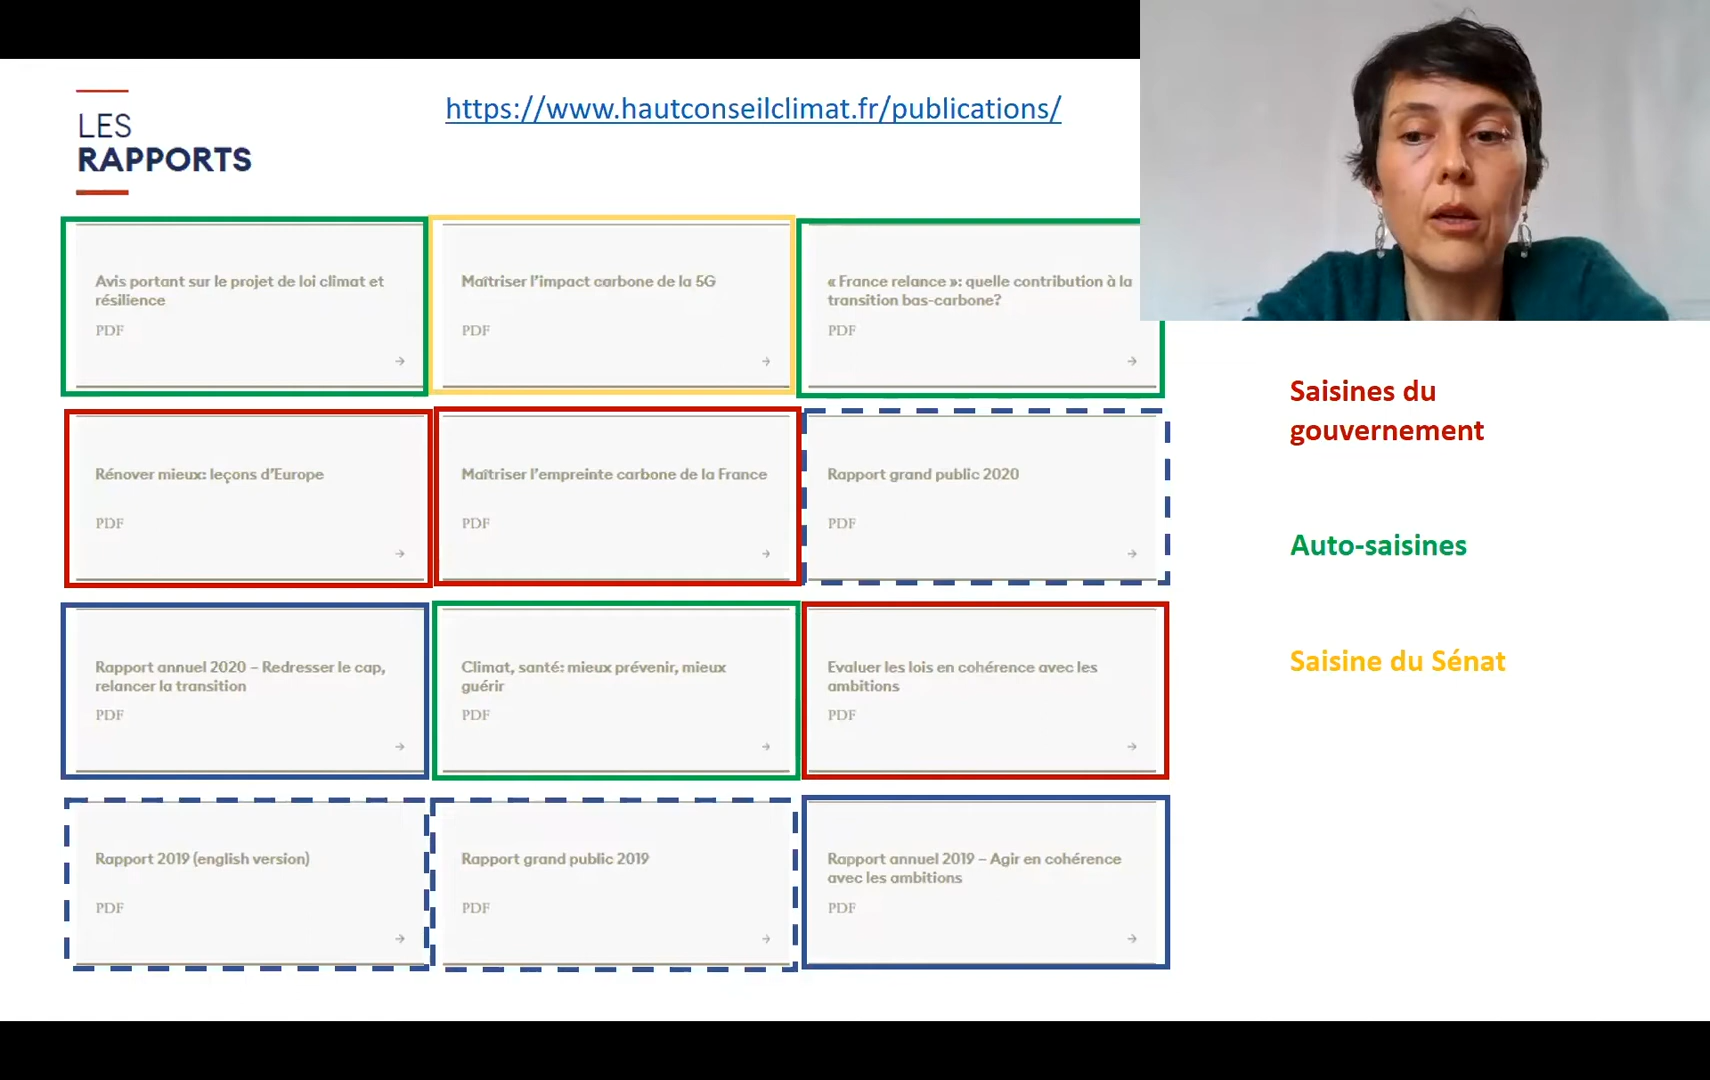 LES
RAPPORTS
https://www.hautconseilclimat.fr/publications/
Avis portant sur le projet de loi climat et
résilience
PDF
Maîtriser l'impact carbone de la 5G
PDF
« France relance »: quelle contribution à la
transition bas-carbone?
PDF
Rénover mieux: leçons d'Europe
PDF
Maîtriser l'empreinte carbone de la France
PDF
Rapport grand public 2020
PDF
Rapport annuel 2020 – Redresser le cap,
relancer la transition
PDF
Climat, santé: mieux prévenir, mieux
guérir
PDF
Evaluer les lois en cohérence avec les
ambitions
PDF
Rapport 2019 (english version)
PDF
Rapport grand public 2019
PDF
Rapport annuel 2019 – Agir en cohérence
avec les ambitions
PDF
Saisines du
gouvernement
Auto-saisines
Saisine du Sénat